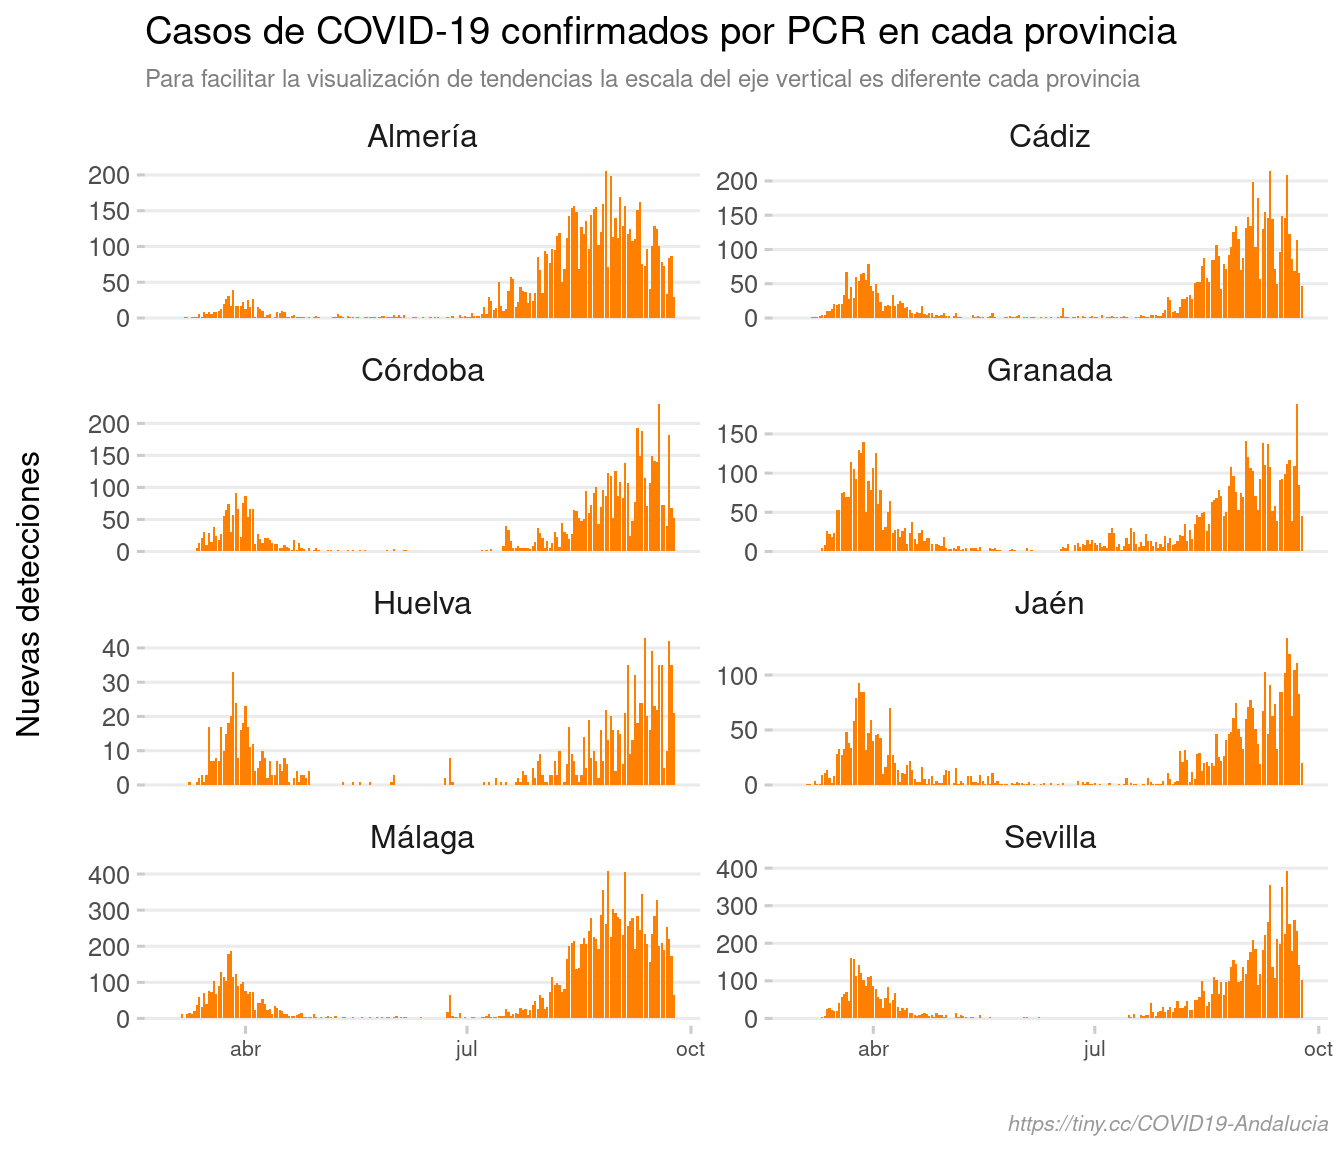 Casos de COVID-19 confirmados por PCR en cada provincia
Para facilitar la visualización de tendencias la escala del eje vertical es diferente cada provincia
Nuevas detecciones
Almería
200
150
100
50
0
Cádiz
200
150
100
50
0
Córdoba
200
150
100
50
0
Granada
150
100
50
0
Huelva
40
30
20
10
0
Jaén
100
50
0
Málaga
400
300
200
100
0
abr jul oct
Sevilla
400
300
200
100
0
abr jul oct
https://tiny.cc/COVID19-Andalucia